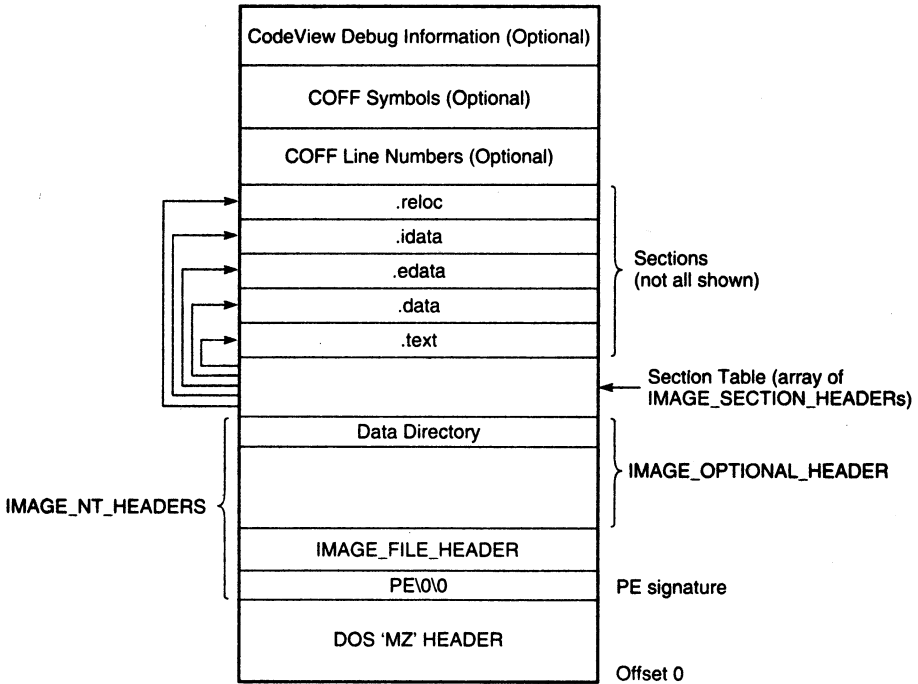 CodeView Debug Information (Optional)
COFF Symbols (Optional)
COFF Line Numbers (Optional)
.reloc
.idata
.edata
.data
.text
Sections
(not all shown)
Section Table (array of
IMAGE_SECTION_HEADERs)
Data Directory
IMAGE_OPTIONAL_HEADER
IMAGE_NT_HEADERS
IMAGE_FILE_HEADER
PE\0\0
PE signature
DOS ‘MZ’ HEADER
Offset 0